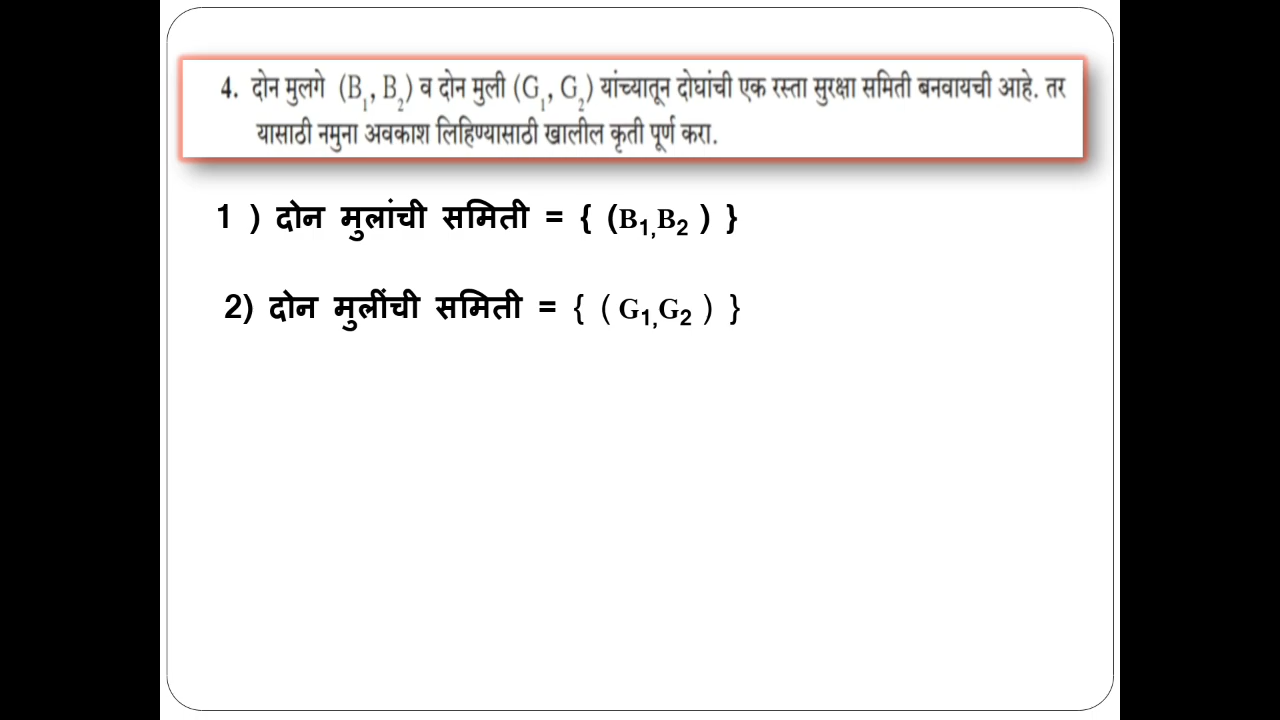 4. दोन मुलगे (B₁, B₂) व दोन मुली (G₁, G₂) यांच्यातून दोघांची एक रस्ता सुरक्षा समिती बनवायची आहे. तर
यासाठी नमुना अवकाश लिहिण्यासाठी खालील कृती पूर्ण करा.
1 ) दोन मुलांची समिती = { (B₁,B₂ ) }
2) दोन मुलींची समिती = { ( G₁,G₂ ) }